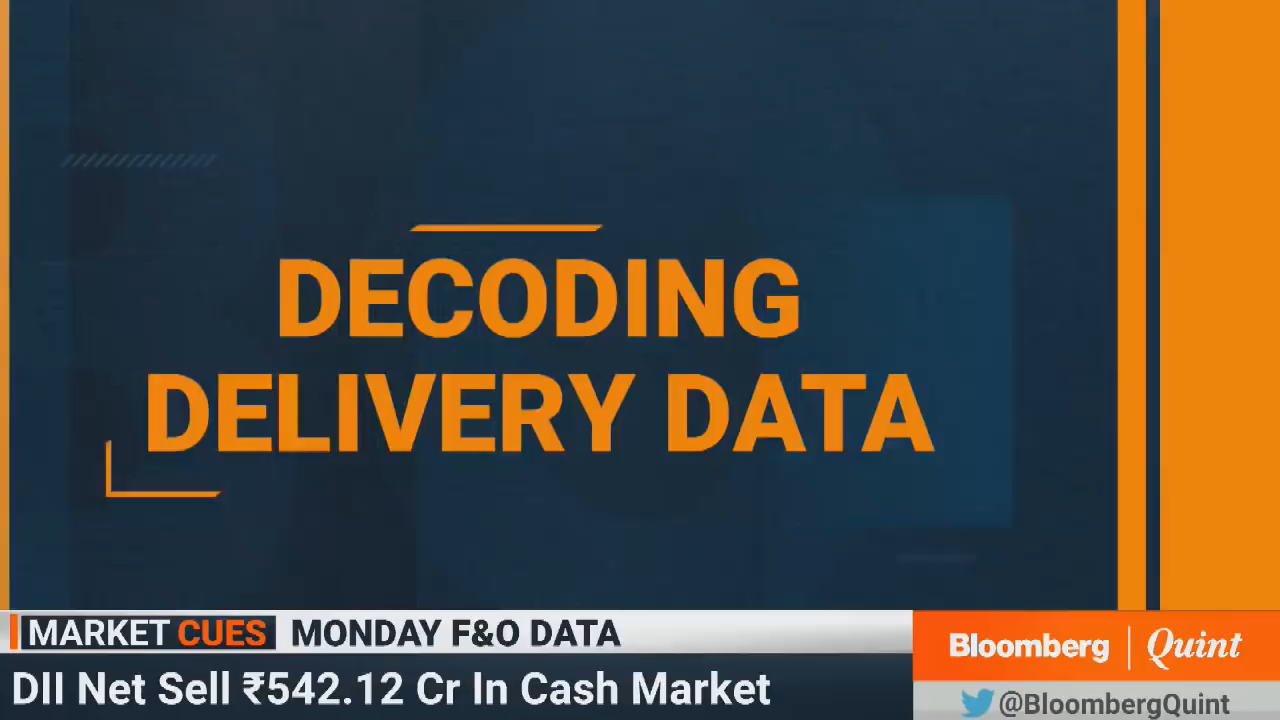 DECODING
DELIVERY DATA
MARKET CUES MONDAY F&O DATA
DII Net Sell ₹542.12 Cr In Cash Market
Bloomberg | Quint
@BloombergQuint